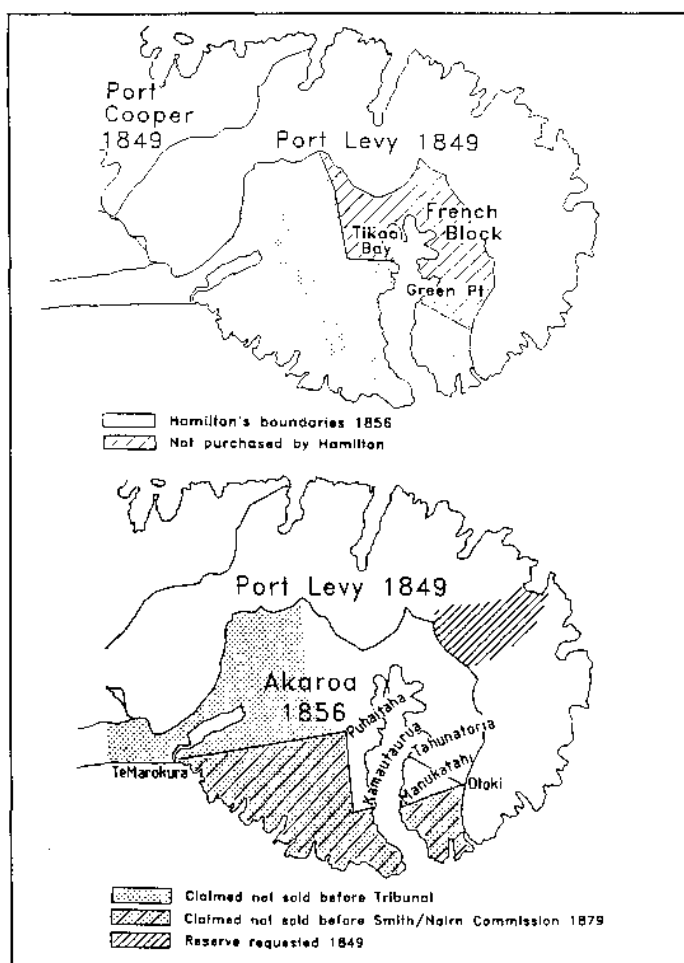 Port
Cooper
1849
Port Levy 1849
French
Block
Tikaoi
Bay
Green Pt
Hamilton's boundaries 1856
Not purchased by Hamilton
Port Levy 1849
Akaroa
1856
Puhaitaha
Kamautaurua
Tahunatoria
Manukatahi
Otoki
TeMarokura
Claimed not sold before Tribunal
Claimed not sold before Smith/Nairn Commission 1879
Reserve requested 1849